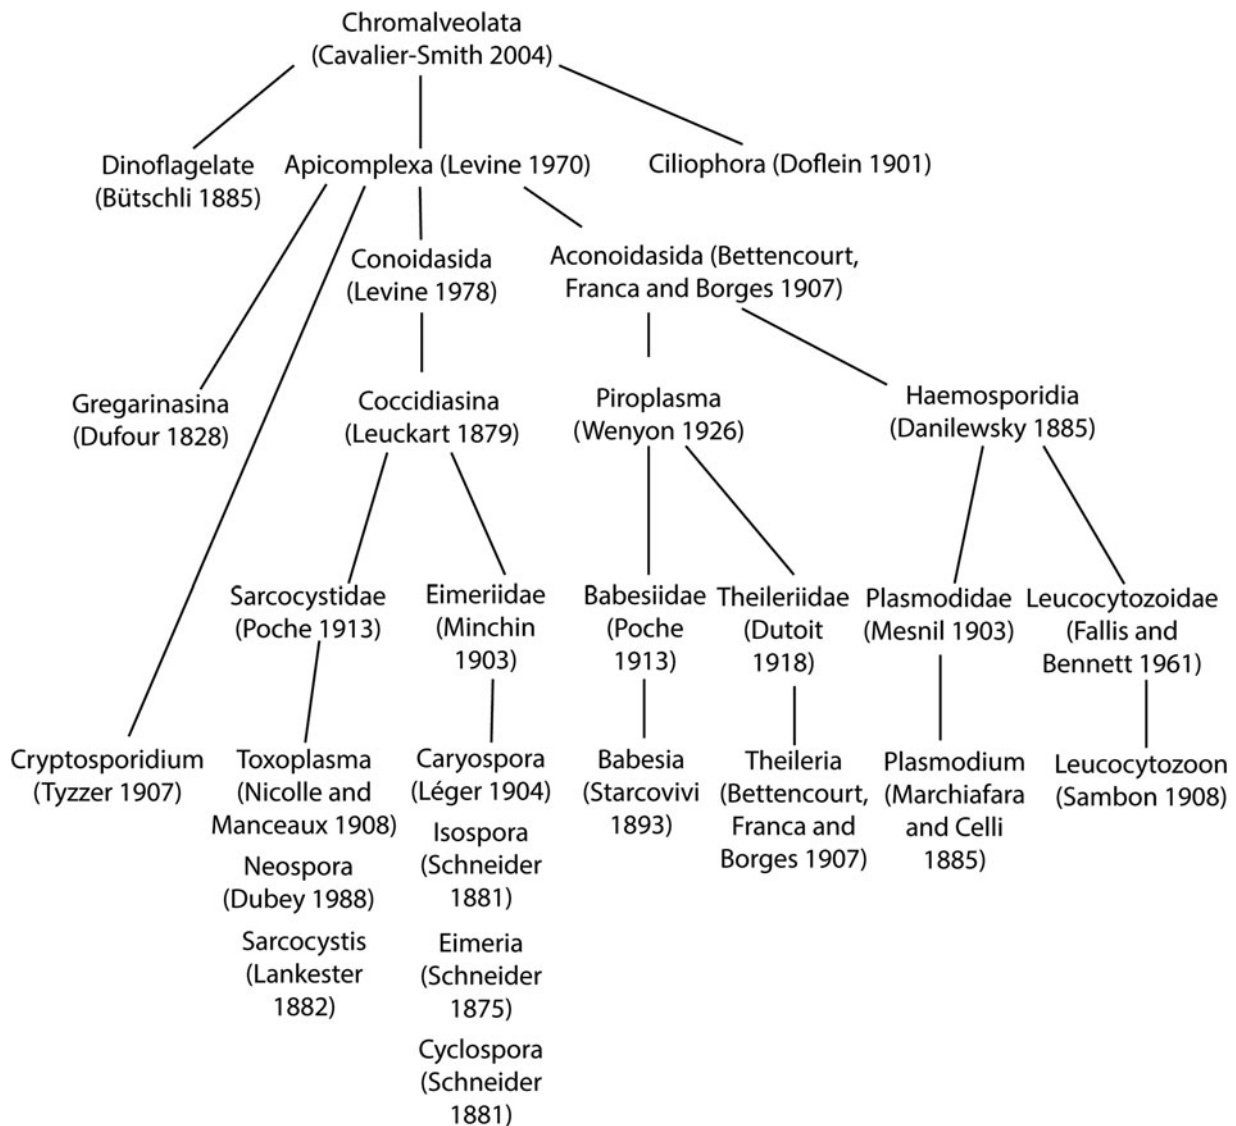 Chromalveolata
(Cavalier-Smith 2004)
Dinoflagelate
(Bütschli 1885)
Apicomplexa (Levine 1970)
Ciliophora (Doflein 1901)
Conoidasida
(Levine 1978)
Aconoidasida (Bettencourt,
Franca and Borges 1907)
Gregarinasina
(Dufour 1828)
Coccidiasina
(Leuckart 1879)
Piroplasma
(Wenyon 1926)
Haemosporidia
(Danilewsky 1885)
Sarcocystidae
(Poche 1913)
Eimeriidae
(Minchin
1903)
Babesiidae
(Poche
1913)
Theileriidae
(Dutoit
1918)
Plasmodidae
(Mesnil 1903)
Leucocytozoidae
(Fallis and
Bennett 1961)
Cryptosporidium
(Tyzzer 1907)
Toxoplasma
(Nicolle and
Manceaux 1908)
Neospora
(Dubey 1988)
Sarcocystis
(Lankester
1882)
Caryospora
(Léger 1904)
Isospora
(Schneider
1881)
Eimeria
(Schneider
1875)
Cyclospora
(Schneider
1881)
Babesia
(Starcovivi
1893)
Theileria
(Bettencourt,
Franca and
Borges 1907)
Plasmodium
(Marchiafara
and Celli
1885)
Leucocytozoon
(Sambon 1908)